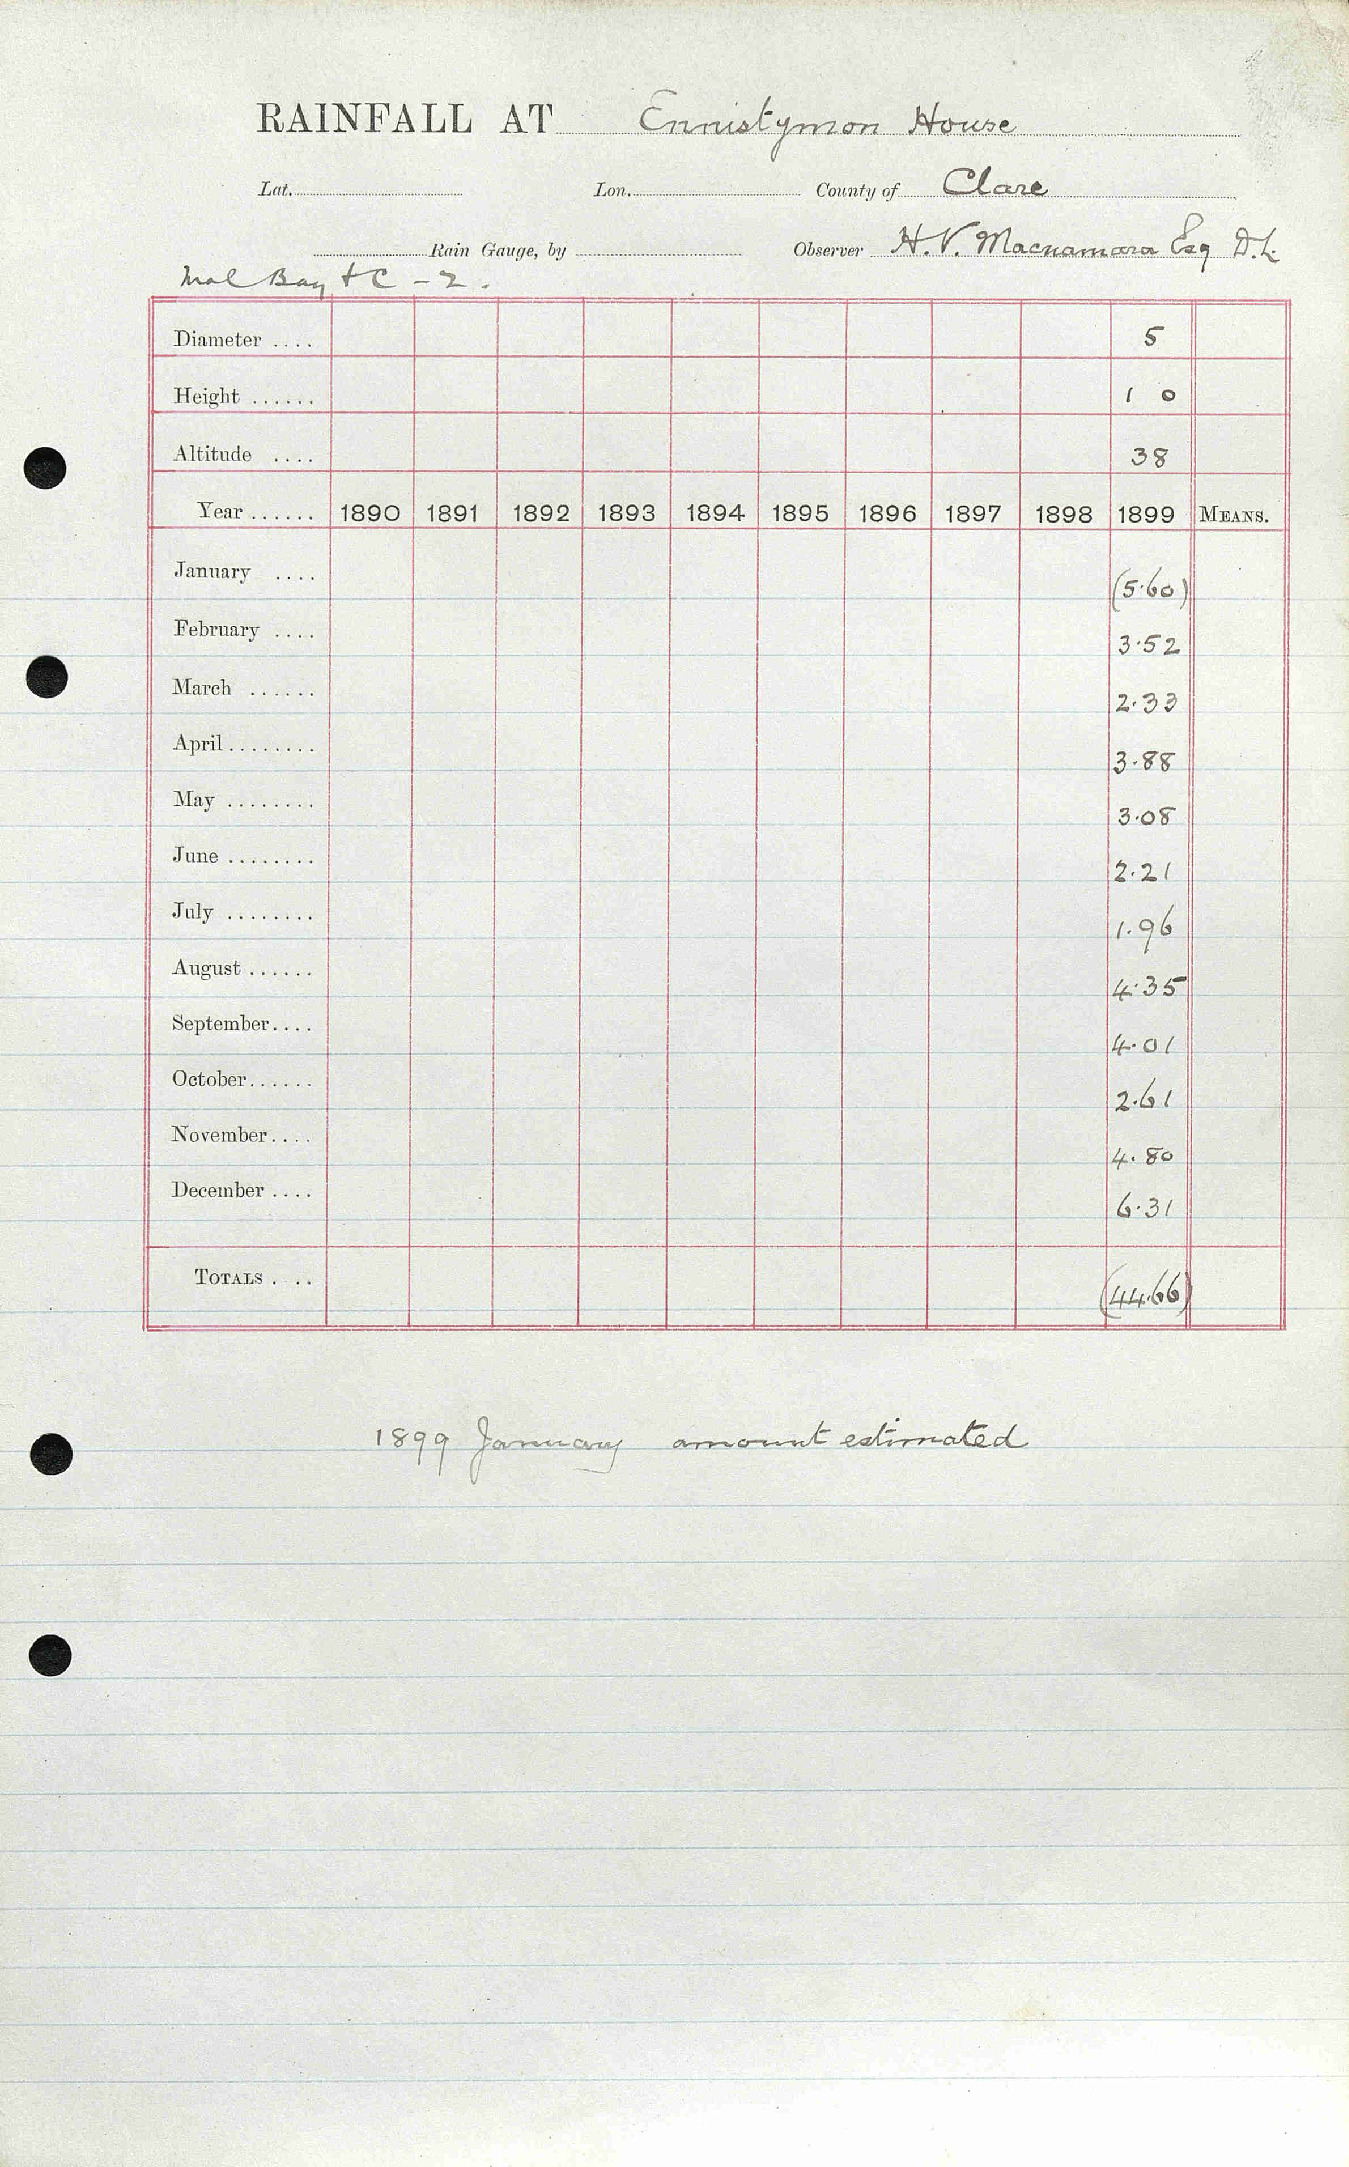 RAINFALL AT Ennistymon House
Lat. Lon. County of Clare
Rain Gauge, by Observer H.V. Macnamara Esq D.L.
Mal Bay + C - 2.
Diameter .... 5
Height ...... 1 0
Altitude .... 38
Year ...... 1890 1891 1892 1893 1894 1895 1896 1897 1898 1899 MEANS.
January .... (5.60)
February .... 3.52
March ...... 2.33
April ........ 3.88
May ........ 3.08
June ........ 2.21
July ........ 1.96
August ...... 4.35
September.... 4.01
October...... 2.61
November.... 4.80
December .... 6.31
TOTALS . .. (44.66)
1899 January amount estimated